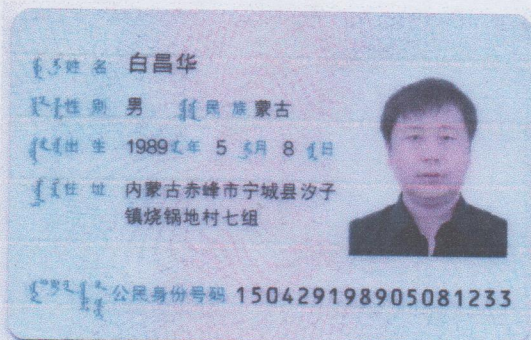 姓名 白昌华
性别 男 民族 蒙古
出生 1989 年 5 月 8 日
住址 内蒙古赤峰市宁城县汐子
镇烧锅地村七组
公民身份号码 150429198905081233